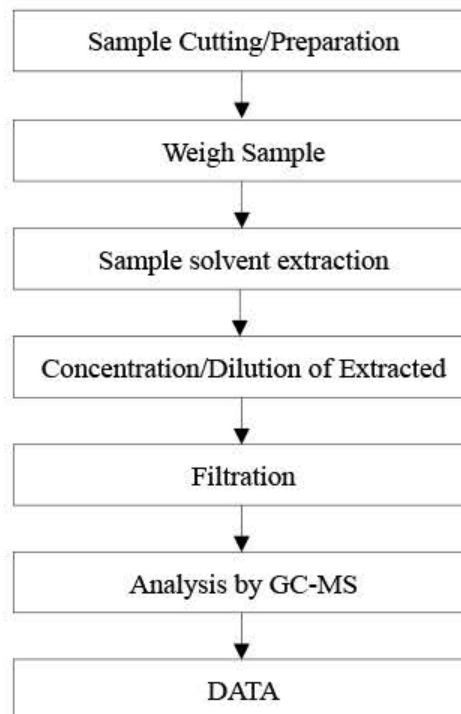 Sample Cutting/Preparation
Weigh Sample
Sample solvent extraction
Concentration/Dilution of Extracted
Filtration
Analysis by GC-MS
DATA